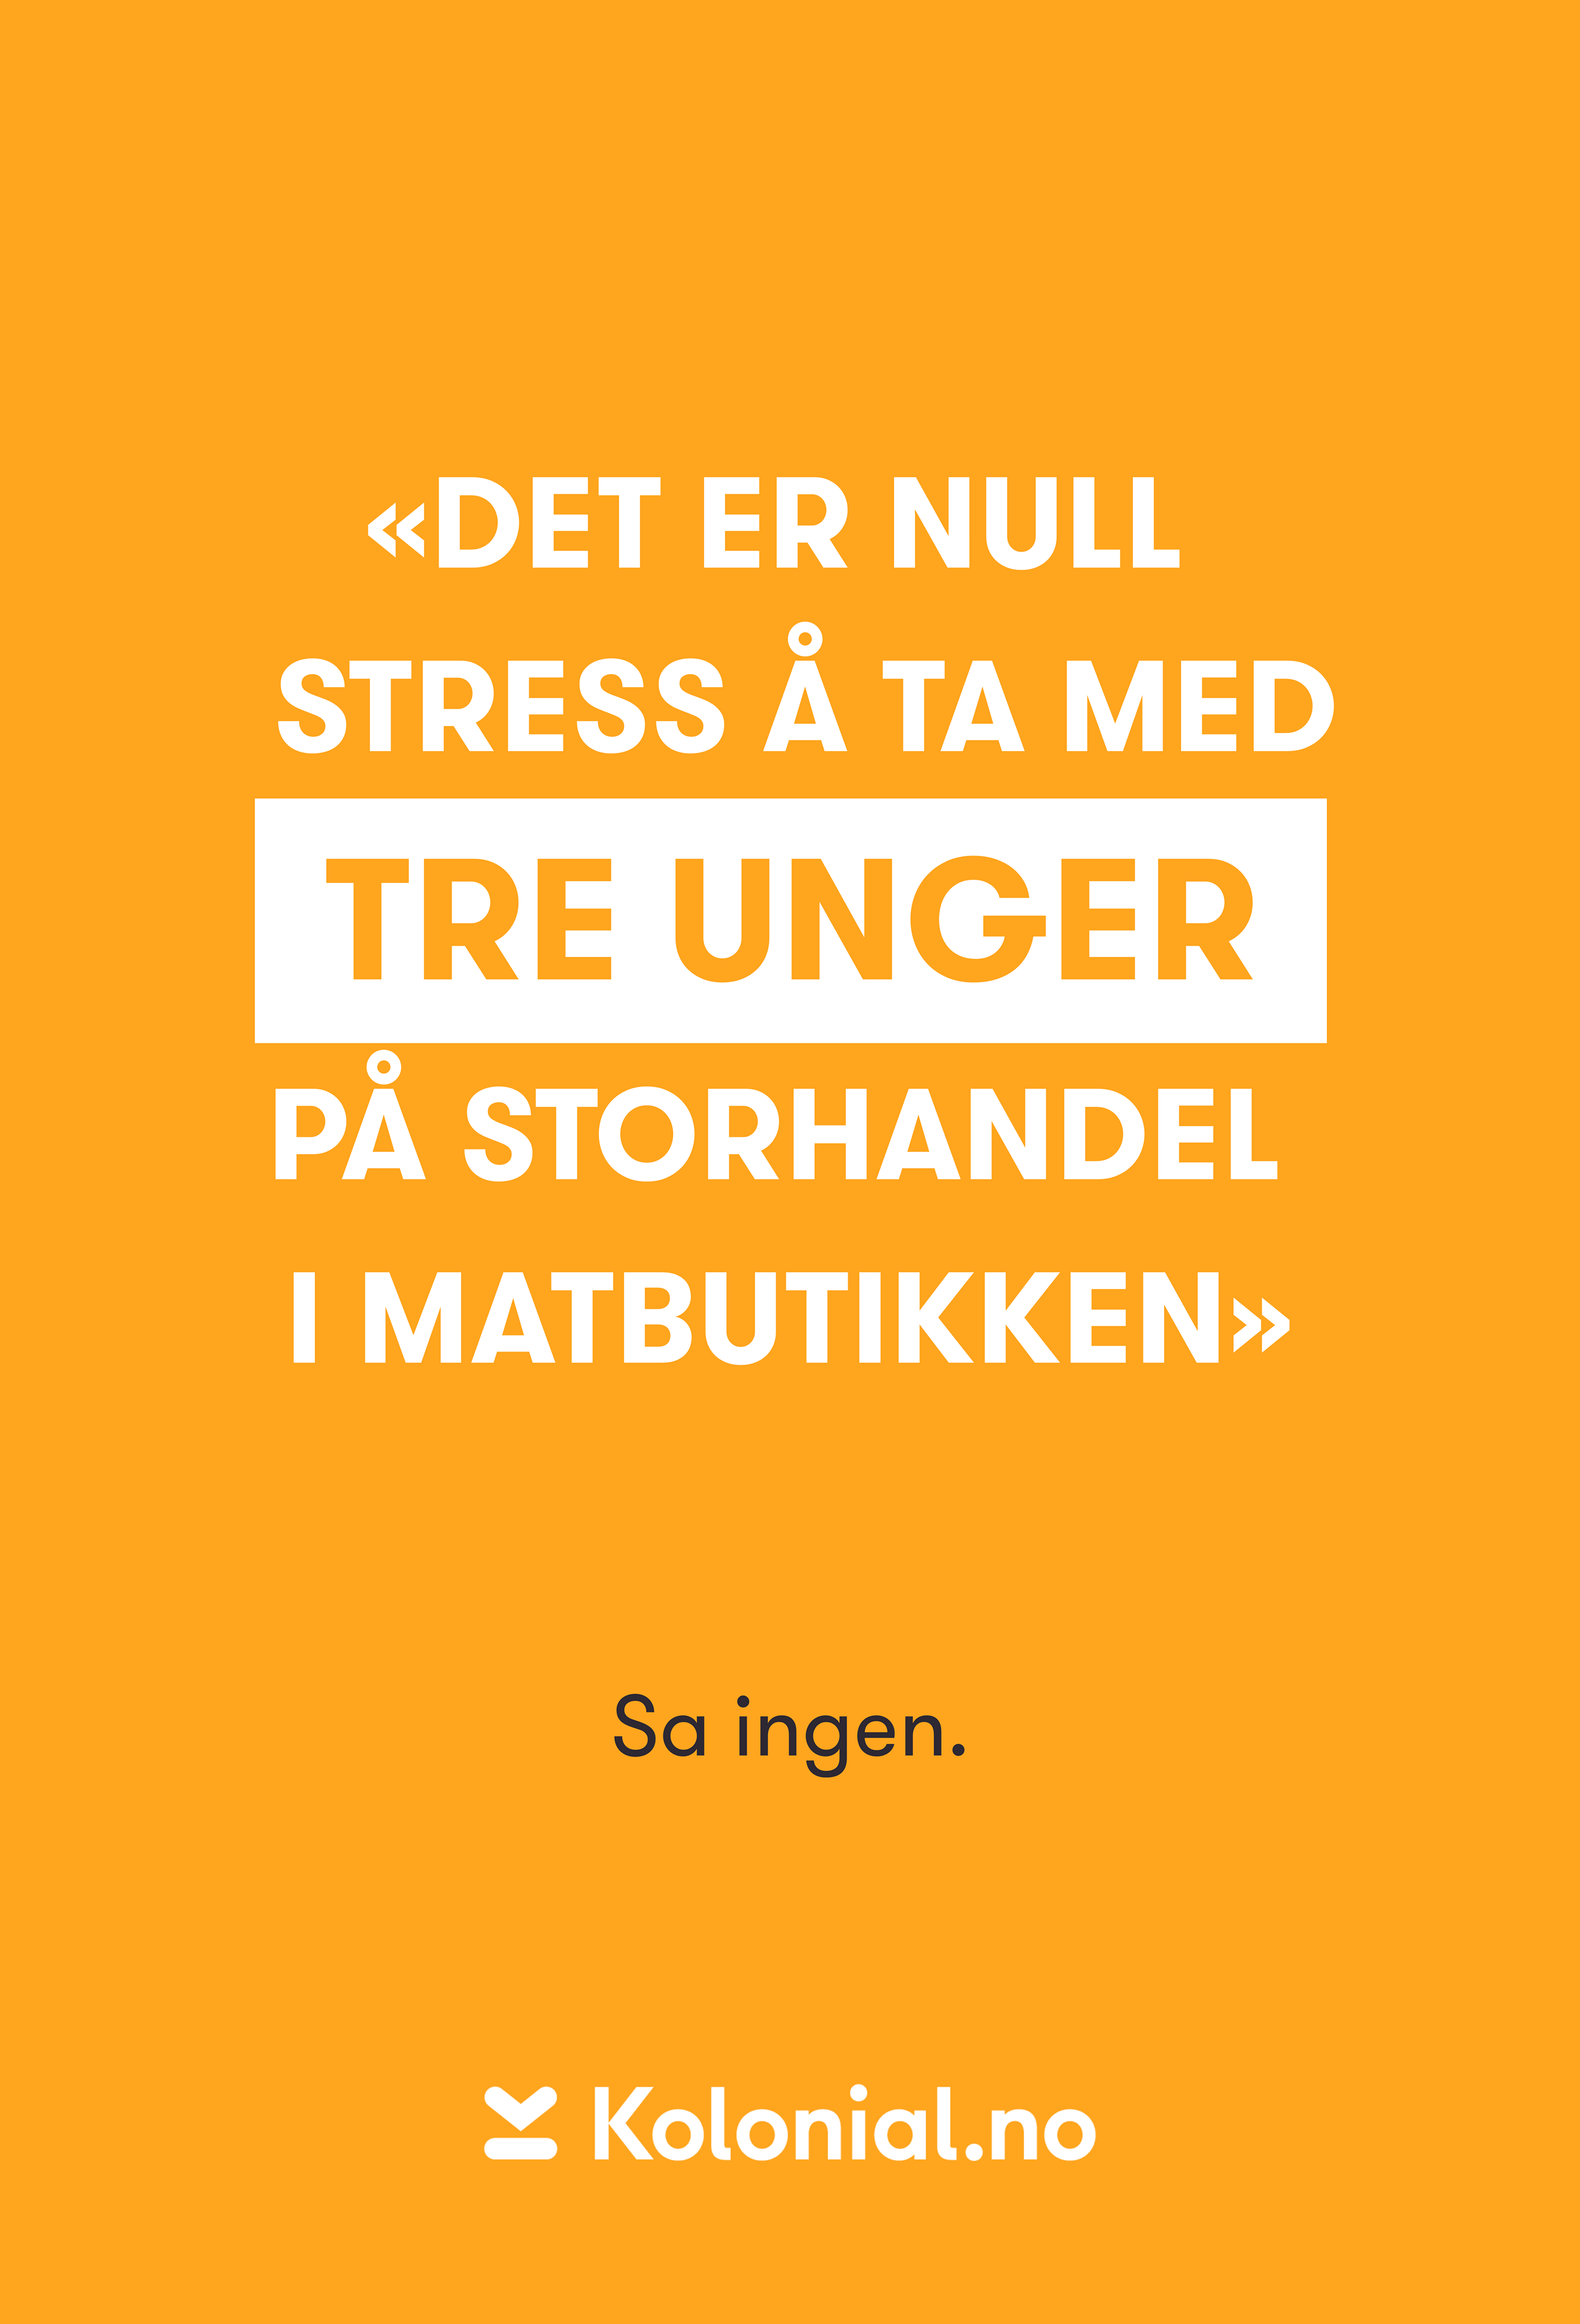 «DET ER NULL
STRESS Å TA MED
TRE UNGER
PÅ STORHANDEL
I MATBUTIKKEN»
Sa ingen.
Kolonial.no